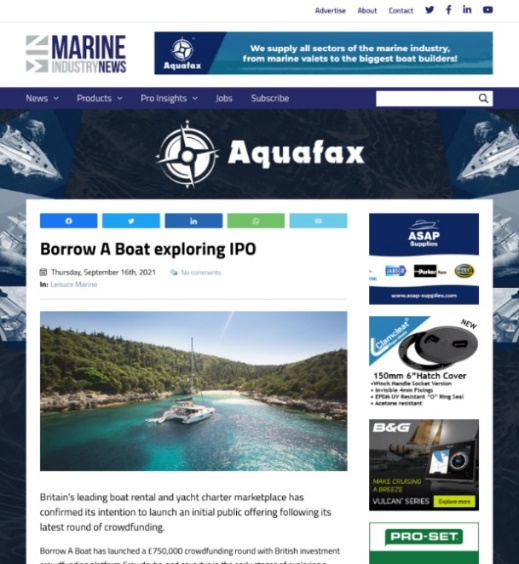 Advertise About Contact
MIN MARINE
INDUSTRYNEWS
Aquafax
We supply all sectors of the marine industry,
from marine valets to the biggest boat builders!
News Products Pro Insights Jobs Subscribe
Aquafax
Borrow A Boat exploring IPO
Thursday, September 16th, 2021 No comments
In: Leisure Marine
Britain's leading boat rental and yacht charter marketplace has
confirmed its intention to launch an initial public offering following its
latest round of crowdfunding.
Borrow A Boat has launched a £750,000 crowdfunding round with British investment
ASAP
Supplies
JABSCO
Parker
www.asap-supplies.com
Clamcleat
NEW
150mm 6"Hatch Cover
•Winch Handle Socket Version
• Invisible 4mm Fixings
• EPDM UV Resistant "O" Ring Seal
• Acetone resistant
B&G
MAKE CRUISING
A BREEZE
VULCAN SERIES Explore more
PRO-SET